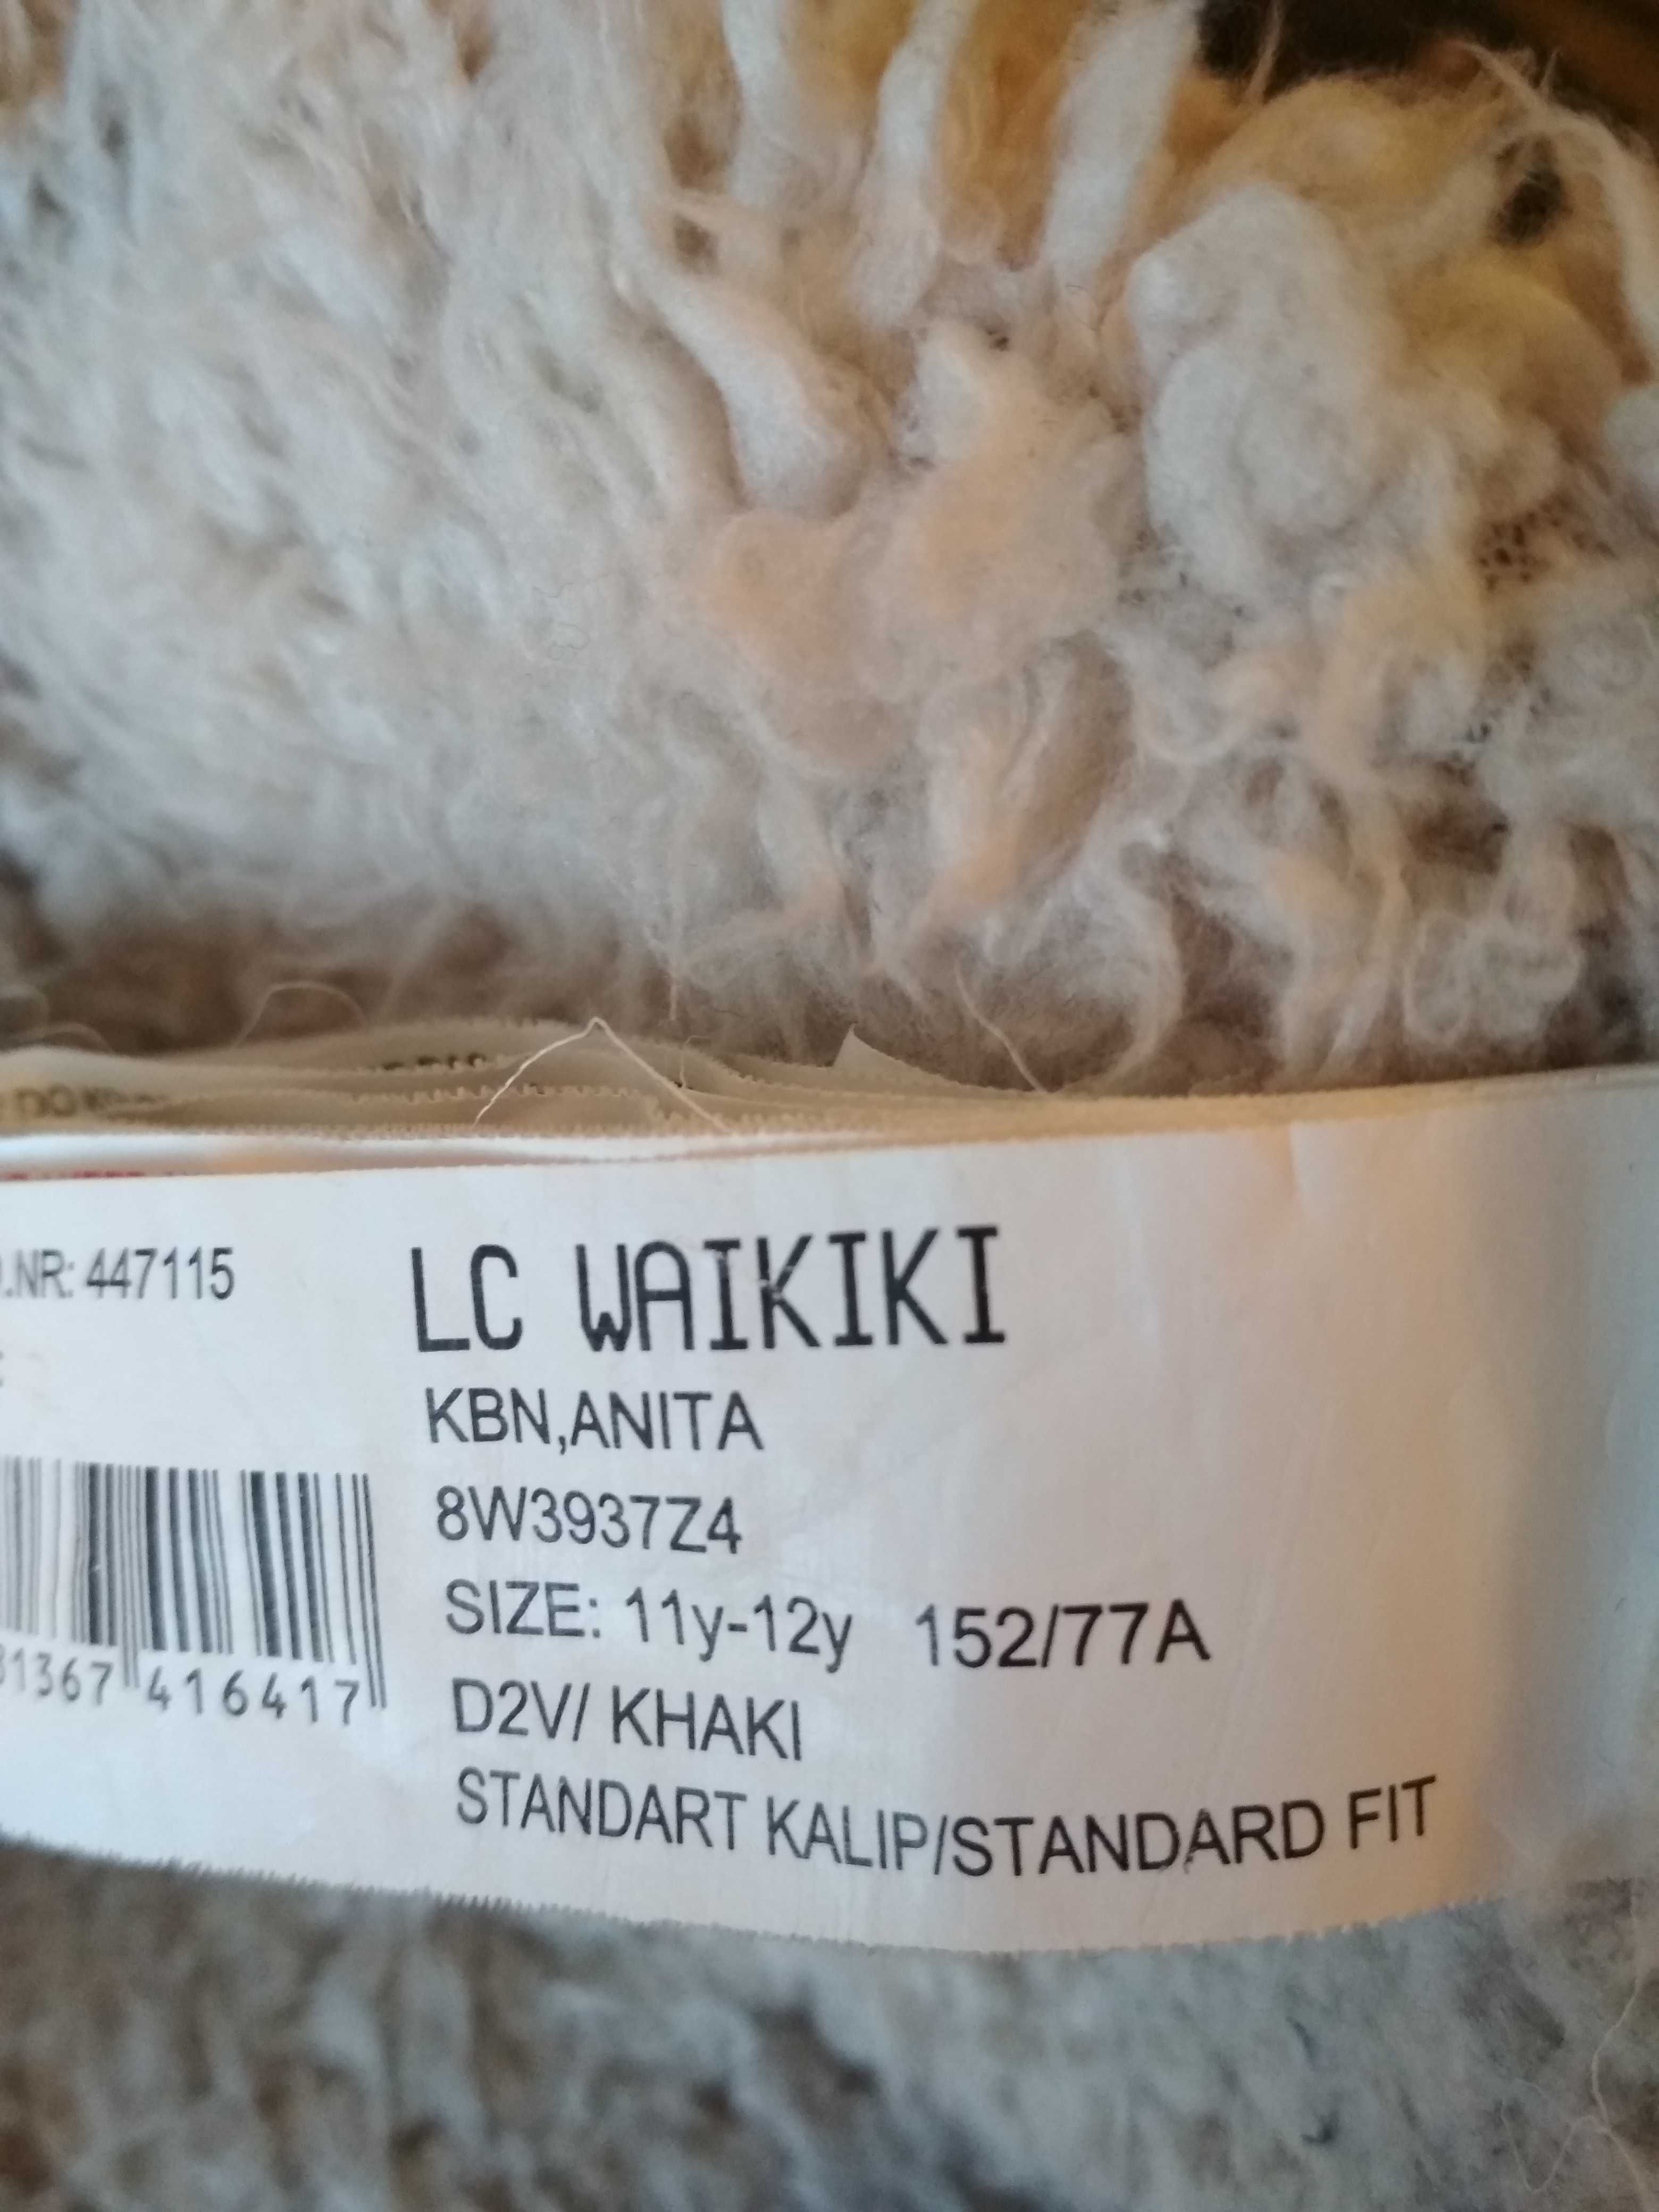 .NR: 447115
LC WAIKIKI
KBN,ANITA
8W3937Z4
SIZE: 11y-12y 152/77A
D2V/ KHAKI
STANDART KALIP/STANDARD FIT
1367 416417